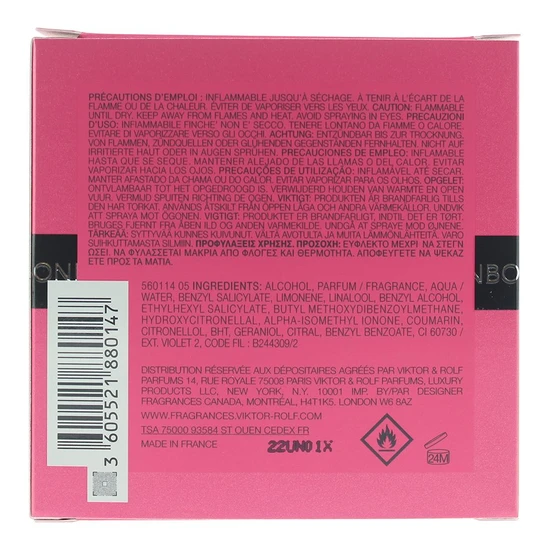 PRÉCAUTIONS D'EMPLOI : INFLAMMABLE JUSQU'À SÉCHAGE. À TENIR À L'ÉCART DE LA
FLAMME OU DE LA CHALEUR. ÉVITER DE VAPORISER VERS LES YEUX. CAUTION: FLAMMABLE
UNTIL DRY. KEEP AWAY FROM FLAMES AND HEAT. AVOID SPRAYING IN EYES. PRECAUZIONI
D'USO: INFIAMMABILE FINCHE' NON E' SECCO. TENERE LONTANO DA FIAMME O CALORE.
EVITARE DI VAPORIZZARE VERSO GLI OCCHI. ACHTUNG: ENTZÜNDBAR BIS ZUR TROCKNUNG.
VON FLAMMEN, ZÜNDQUELLEN ODER GLÜHENDEN GEGENSTÄNDEN FERNHALTEN. NICHT AUF
KRAUSTEN HAUT ODER AUGEN SPRÜHEN. PRECAUCIONES DE EMPLEO: INFLAMABLE
HASTA QUE SE SEQUE. MANTENER ALEJADO DE LAS LLAMAS O DEL CALOR. EVITAR
VAPORIZAR HACIA LOS OJOS. PRECAUÇÕES DE UTILIZAÇÃO: INFLAMÁVEL ATÉ SECAR.
MANTER AFASTADO DA CHAMA OU DO CALOR. EVITAR VAPORIZAR PARA OS OLHOS. OPGELET:
ONTVLAMBAAR TOT HET OPGEDROOGD IS. VERWIJDERD HOUDEN VAN WARMTE EN OPEN
VUUR. VERMIJD SPUITEN RICHTING DE OGEN. VIKTIGT: PRODUKTEN ÄR BRANDFARLIG TILLS
DEN HAR TORKAT. ANVÄNDS ÅTSKILT FRÅN ÖPPEN LÅGA OCH ANDRA VÄRMEKÄLLOR. UNDVIK
ATT SPRAYA MOT ÖGONEN. VIGTIGT: PRODUKTET ER BRANDFARLIGT, INDTIL DET ER TØRT.
BRUGES FJERNT FRA ÅBEN ILD OG ANDEN VARMEKILDE. UNDGÅ AT SPRAYE MOD ØJNENE.
TÄRKEÄÄ: SYTTYVÄÄ KUNNES KUIVUNUT. VÄLTÄ AVOTULTA JA MUITA LÄMMÖNLÄHTEITÄ. VARO
SUIHKUTTAMASTA SILMIIN. ΠΡΟΦΥΛΑΞΕΙΣ ΧΡΗΣΗΣ. ΠΡΟΣΟΧΗ: ΕΥΦΛΕΚΤΟ ΜΕΧΡΙ ΝΑ ΣΤΕΓΝ
ΩΣΕΙ. ΝΑ ΦΥΛΑΣΣΕΤΑΙ ΜΑΚΡΙΑ ΑΠΟ ΦΛΟΓΕΣ ΚΑΙ ΘΕΡΜΟΤΗΤΑ. ΑΠΟΦΕΥΓΕΤΕ ΝΑ ΨΕΚΑΖ
ΕΤΕ ΠΡΟΣ ΤΑ ΜΑΤΙΑ.
ON
NBO
560114 05 INGREDIENTS: ALCOHOL, PARFUM / FRAGRANCE, AQUA /
WATER, BENZYL SALICYLATE, LIMONENE, LINALOOL, BENZYL ALCOHOL,
ETHYLHEXYL SALICYLATE, BUTYL METHOXYDIBENZOYLMETHANE,
HYDROXYCITRONELLAL, ALPHA-ISOMETHYL IONONE, COUMARIN,
CITRONELLOL, BHT, GERANIOL, CITRAL, BENZYL BENZOATE, CI 60730 /
EXT. VIOLET 2, CODE FIL : B244309/2
DISTRIBUTION RÉSERVÉE AUX DÉPOSITAIRES AGRÉÉS PAR VIKTOR & ROLF
PARFUMS 14, RUE ROYALE 75008 PARIS VIKTOR & ROLF PARFUMS, LUXURY
PRODUCTS LLC, NEW YORK, N.Y. 10001 IMP. BY/PAR DESIGNER
FRAGRANCES CANADA, MONTRÉAL, H4T1K5. LONDON W6 8AZ
WWW.FRAGRANCES.VIKTOR-ROLF.COM
TSA 75000 93584 ST OUEN CEDEX FR
MADE IN FRANCE
22UN01X
24M
3 605521 880147